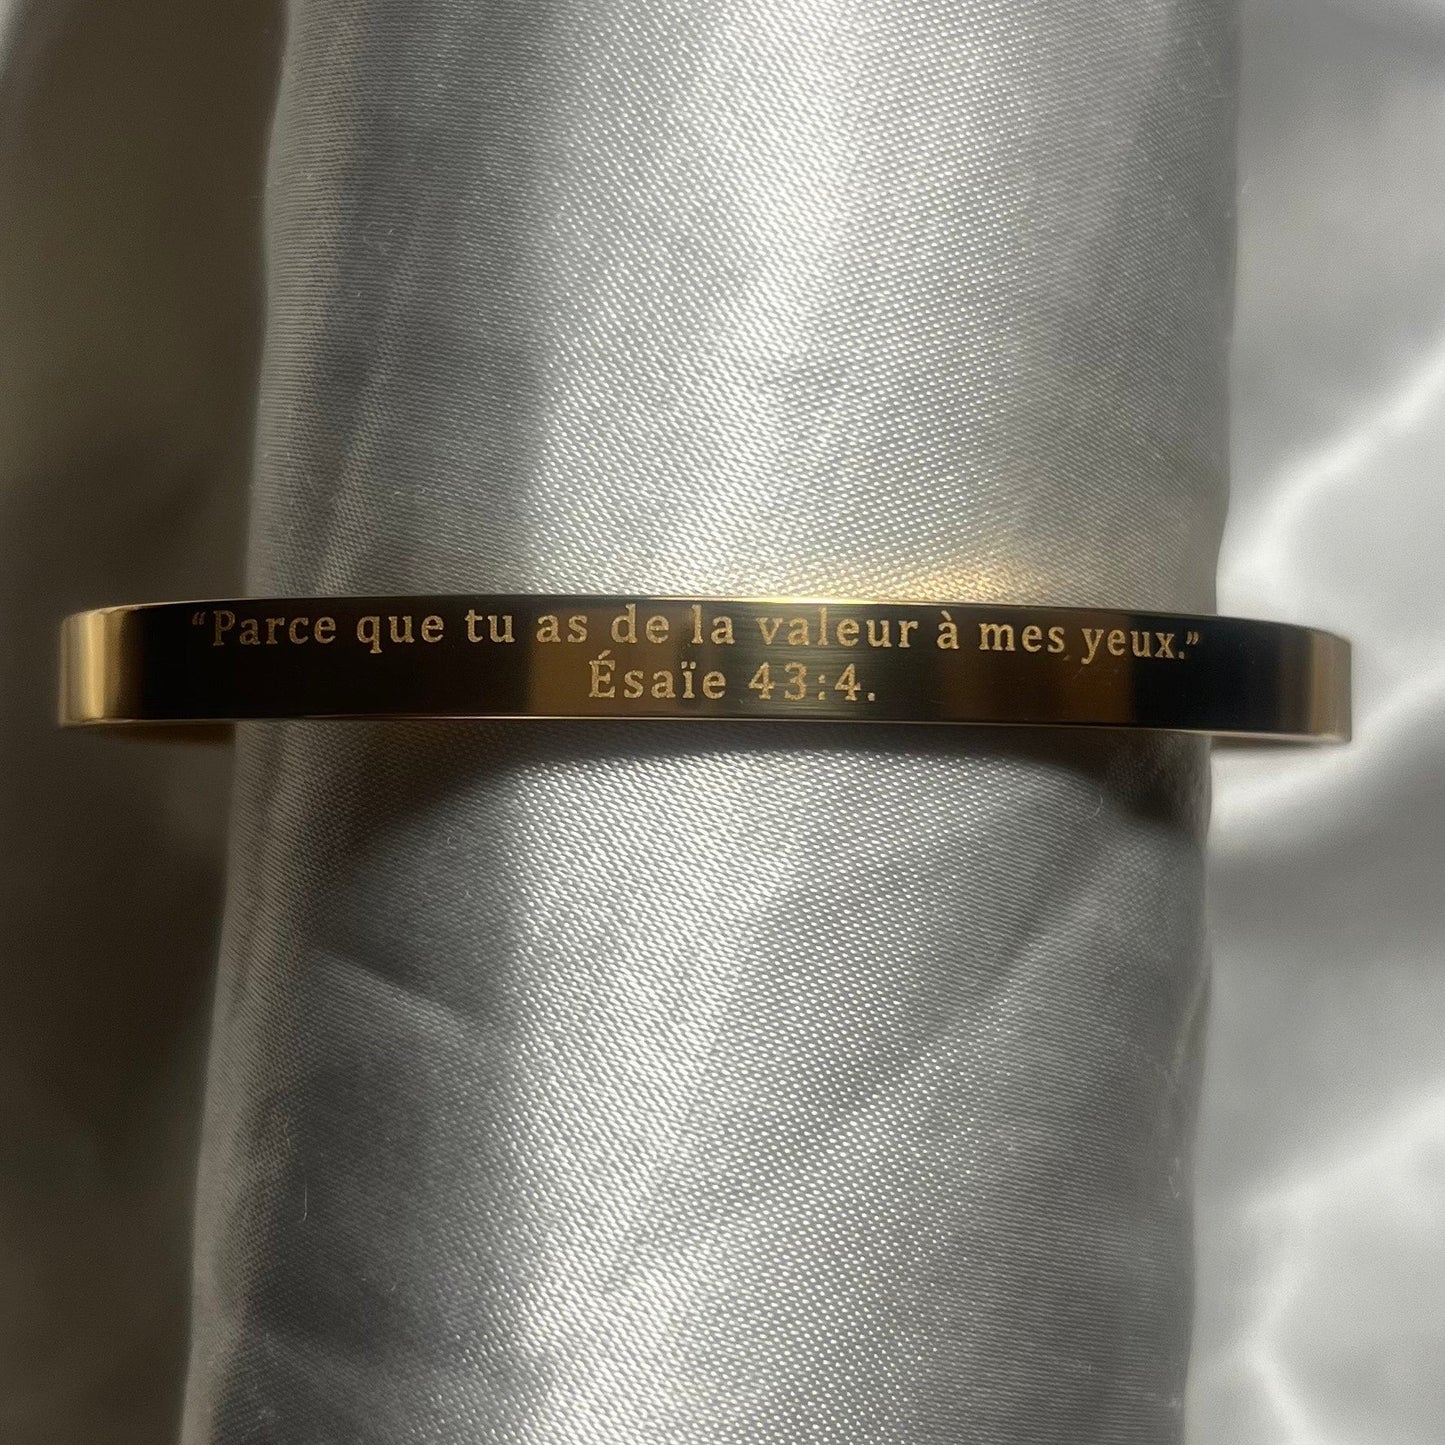 “Parce que tu as de la valeur à mes yeux.”
Ésaïe 43:4.